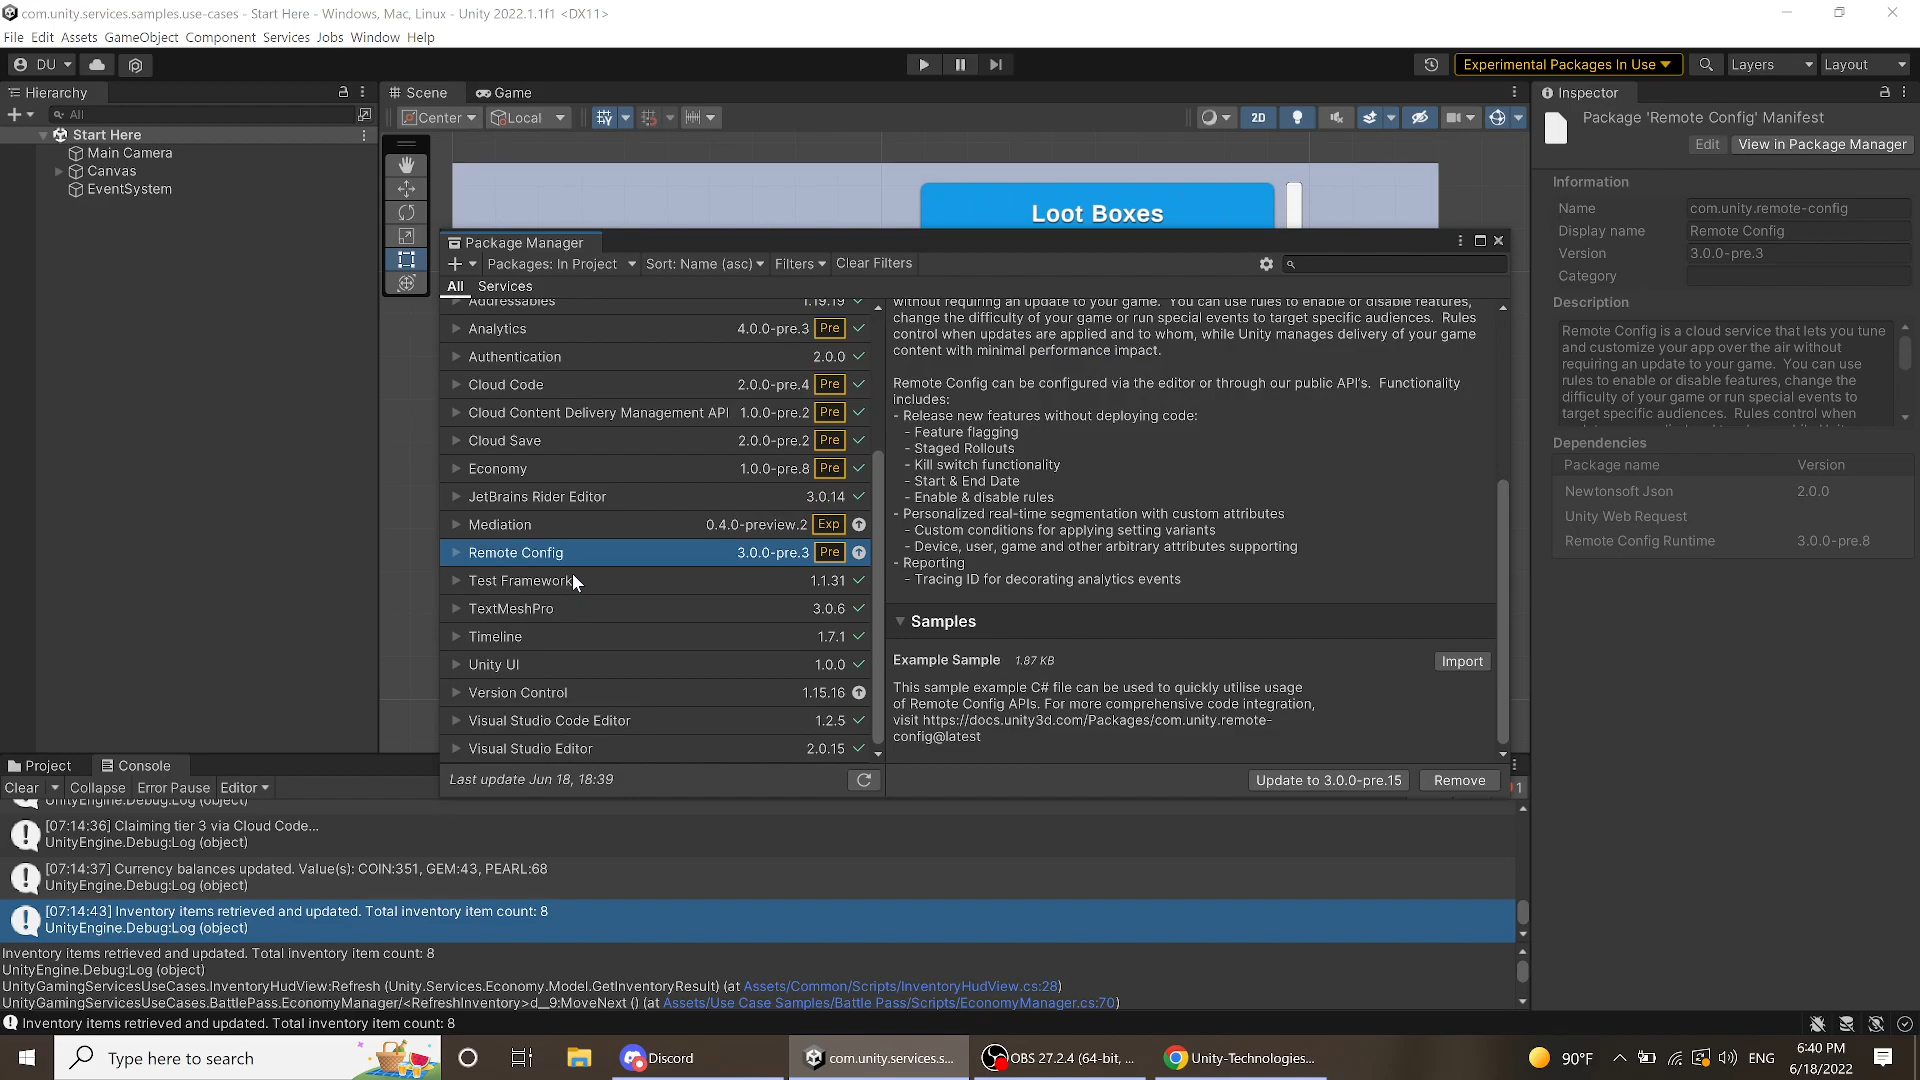 com.unity.services.samples.use-cases - Start Here - Windows, Mac, Linux - Unity 2022.1.1f1 <DX11>
File Edit Assets GameObject Component Services Jobs Window Help
DU
Experimental Packages In Use
Layers
Layout
Hierarchy
All
Start Here
Main Camera
Canvas
EventSystem
Scene
Game
Center
Local
2D
Loot Boxes
Package Manager
Packages: In Project
Sort: Name (asc)
Filters
Clear Filters
All
Services
Addressables 1.19.19
Analytics 4.0.0-pre.3 Pre
Authentication 2.0.0
Cloud Code 2.0.0-pre.4 Pre
Cloud Content Delivery Management API 1.0.0-pre.2 Pre
Cloud Save 2.0.0-pre.2 Pre
Economy 1.0.0-pre.8 Pre
JetBrains Rider Editor 3.0.14
Mediation 0.4.0-preview.2 Exp
Remote Config 3.0.0-pre.3 Pre
Test Framework 1.1.31
TextMeshPro 3.0.6
Timeline 1.7.1
Unity UI 1.0.0
Version Control 1.15.16
Visual Studio Code Editor 1.2.5
Visual Studio Editor 2.0.15
Last update Jun 18, 18:39
without requiring an update to your game. You can use rules to enable or disable features,
change the difficulty of your game or run special events to target specific audiences. Rules
control when updates are applied and to whom, while Unity manages delivery of your game
content with minimal performance impact.
Remote Config can be configured via the editor or through our public API's. Functionality
includes:
- Release new features without deploying code:
- Feature flagging
- Staged Rollouts
- Kill switch functionality
- Start & End Date
- Enable & disable rules
- Personalized real-time segmentation with custom attributes
- Custom conditions for applying setting variants
- Device, user, game and other arbitrary attributes supporting
- Reporting
- Tracing ID for decorating analytics events
Samples
Example Sample 1.87 KB
Import
This sample example C# file can be used to quickly utilise usage
of Remote Config APIs. For more comprehensive code integration,
visit https://docs.unity3d.com/Packages/com.unity.remote-
config@latest
Update to 3.0.0-pre.15
Remove
Inspector
Package 'Remote Config' Manifest
Edit
View in Package Manager
Information
Name com.unity.remote-config
Display name Remote Config
Version 3.0.0-pre.3
Category
Description
Remote Config is a cloud service that lets you tune
and customize your app over the air without
requiring an update to your game. You can use
rules to enable or disable features, change the
difficulty of your game or run special events to
target specific audiences. Rules control when
Dependencies
Package name Version
Newtonsoft Json 2.0.0
Unity Web Request
Remote Config Runtime 3.0.0-pre.8
Project
Console
Clear
Collapse
Error Pause
Editor
1
UnityEngine.Debug:Log (object)
[07:14:36] Claiming tier 3 via Cloud Code...
UnityEngine.Debug:Log (object)
[07:14:37] Currency balances updated. Value(s): COIN:351, GEM:43, PEARL:68
UnityEngine.Debug:Log (object)
[07:14:43] Inventory items retrieved and updated. Total inventory item count: 8
UnityEngine.Debug:Log (object)
Inventory items retrieved and updated. Total inventory item count: 8
UnityEngine.Debug:Log (object)
UnityGamingServicesUseCases.InventoryHudView:Refresh (Unity.Services.Economy.Model.GetInventoryResult) (at Assets/Common/Scripts/InventoryHudView.cs:28)
UnityGamingServicesUseCases.BattlePass.EconomyManager/<RefreshInventory>d__9:MoveNext () (at Assets/Use Case Samples/Battle Pass/Scripts/EconomyManager.cs:70)
Inventory items retrieved and updated. Total inventory item count: 8
Type here to search
Discord
com.unity.services.s...
OBS 27.2.4 (64-bit, ...
Unity-Technologies...
90°F
ENG
6:40 PM
6/18/2022